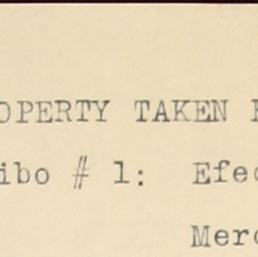 OPERTY TAKEN
ibo # 1: Efec
Merc